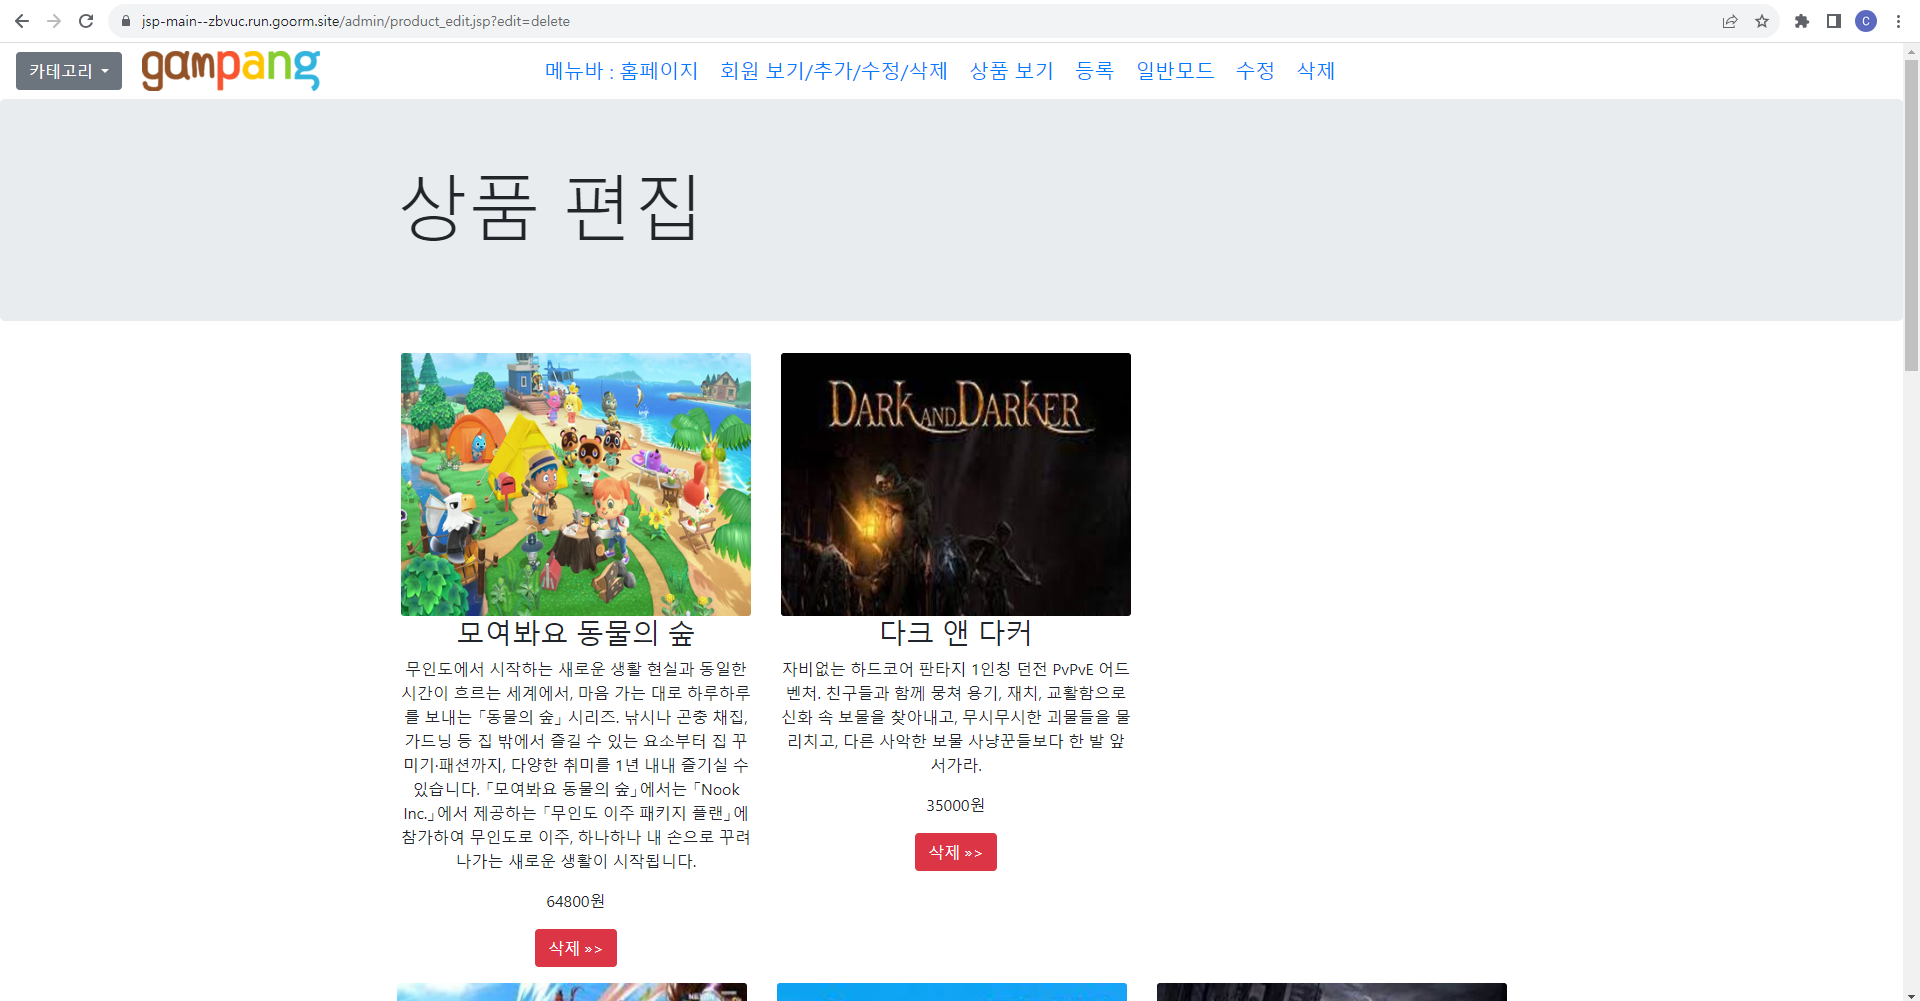 jsp-main--zbvuc.run.goorm.site/admin/product_edit.jsp?edit=delete
C
카테고리
gampang
메뉴바 : 홈페이지 회원 보기/추가/수정/삭제 상품 보기 등록 일반모드 수정 삭제
상품 편집
DARK AND DARKER
모여봐요 동물의 숲
무인도에서 시작하는 새로운 생활 현실과 동일한
시간이 흐르는 세계에서, 마음 가는 대로 하루하루
를 보내는 「동물의 숲」 시리즈. 낚시나 곤충 채집,
가드닝 등 집 밖에서 즐길 수 있는 요소부터 집 꾸
미기·패션까지, 다양한 취미를 1년 내내 즐기실 수
있습니다. 「모여봐요 동물의 숲」에서는 「Nook
Inc.」에서 제공하는 「무인도 이주 패키지 플랜」에
참가하여 무인도로 이주, 하나하나 내 손으로 꾸려
나가는 새로운 생활이 시작됩니다.
64800원
삭제 »>
다크 앤 다커
자비없는 하드코어 판타지 1인칭 던전 PvPvE 어드
벤처. 친구들과 함께 뭉쳐 용기, 재치, 교활함으로
신화 속 보물을 찾아내고, 무시무시한 괴물들을 물
리치고, 다른 사악한 보물 사냥꾼들보다 한 발 앞
서가라.
35000원
삭제 »>